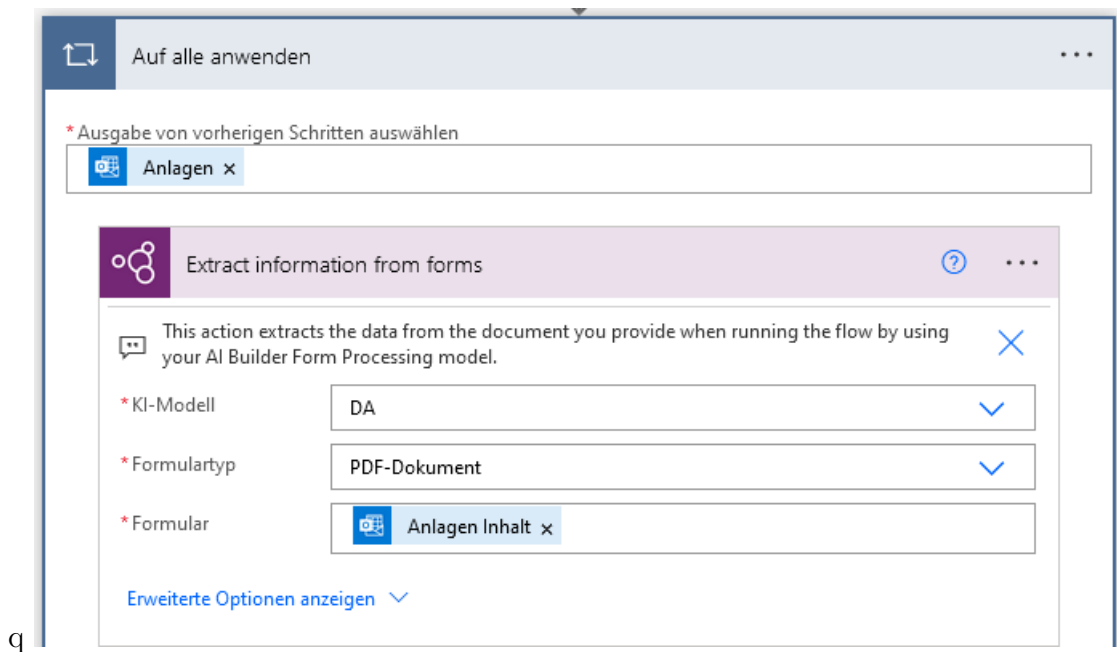 Auf alle anwenden
* Ausgabe von vorherigen Schritten auswählen
Anlagen ×
Extract information from forms
This action extracts the data from the document you provide when running the flow by using
your AI Builder Form Processing model.
* KI-Modell DA
* Formulartyp PDF-Dokument
* Formular Anlagen Inhalt ×
Erweiterte Optionen anzeigen
q